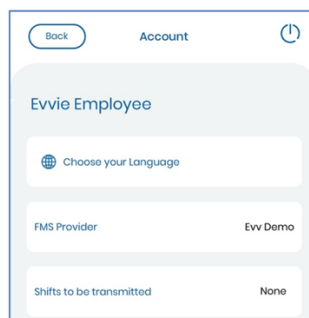 Back
Account
Evvie Employee
Choose your Language
FMS Provider Evv Demo
Shifts to be transmitted None